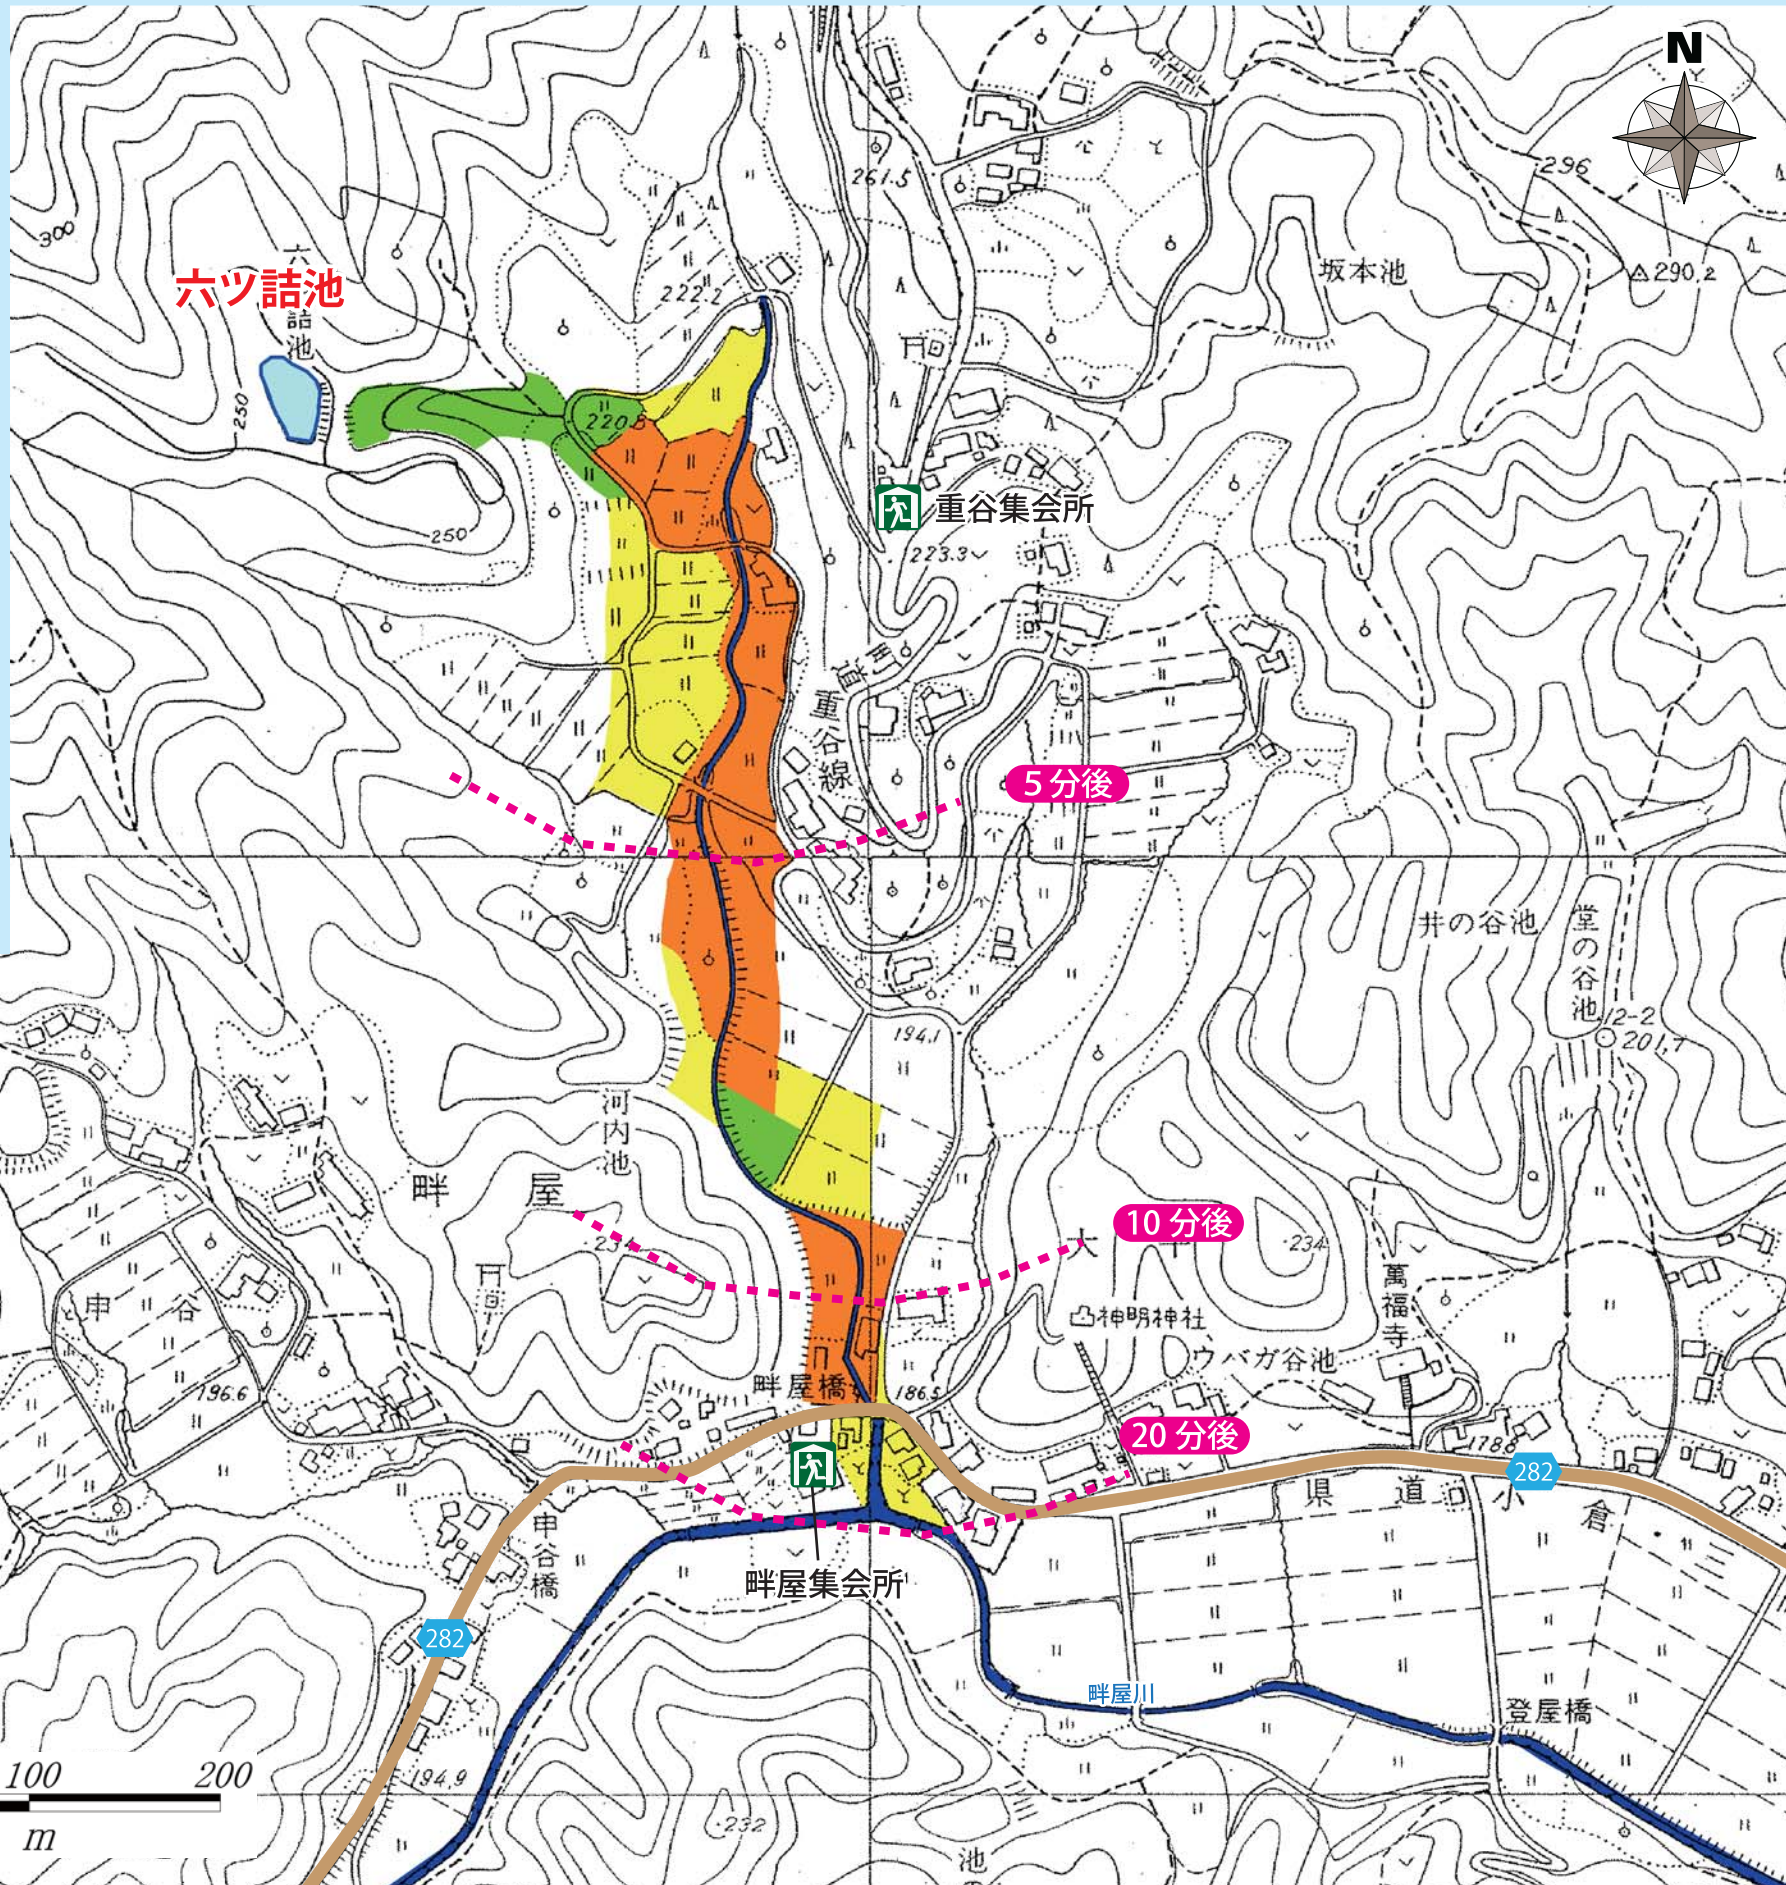 N
296
261.5
300
六ツ詰池
坂本池
290.2
222.2
250
220.3
重谷集会所
250
223.3
町
道
重
谷
線
5分後
井の谷池
堂の谷池
12-2
201.7
194.1
河内池
畔屋
10分後
234
234
大平
申谷
神明神社
萬福寺
ウバガ谷池
畔屋橋
186.5
196.6
20分後
178.8
282
県道小倉
申谷橋
畔屋集会所
282
畔屋川
登屋橋
100 200
194.9
m
232
池